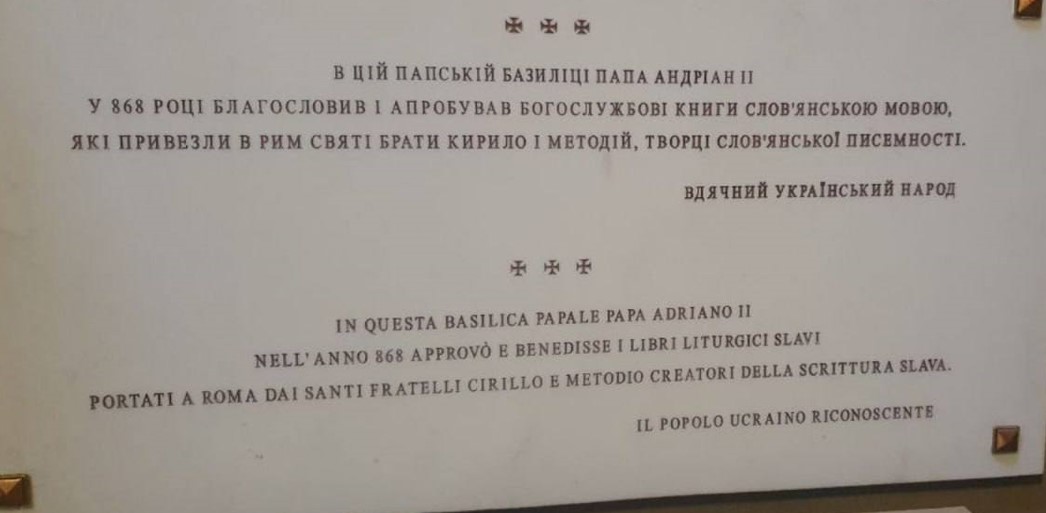 ✠ ✠ ✠
В ЦІЙ ПАПСЬКІЙ БАЗИЛІЦІ ПАПА АНДРІАН II
У 868 РОЦІ БЛАГОСЛОВИВ І АПРОБУВАВ БОГОСЛУЖБОВІ КНИГИ СЛОВ'ЯНСЬКОЮ МОВОЮ,
ЯКІ ПРИВЕЗЛИ В РИМ СВЯТІ БРАТИ КИРИЛО І МЕТОДІЙ, ТВОРЦІ СЛОВ'ЯНСЬКОЇ ПИСЕМНОСТІ.
ВДЯЧНИЙ УКРАЇНСЬКИЙ НАРОД
✠ ✠ ✠
IN QUESTA BASILICA PAPALE PAPA ADRIANO II
NELL'ANNO 868 APPROVÒ E BENEDISSE I LIBRI LITURGICI SLAVI
PORTATI A ROMA DAI SANTI FRATELLI CIRILLO E METODIO CREATORI DELLA SCRITTURA SLAVA.
IL POPOLO UCRAINO RICONOSCENTE